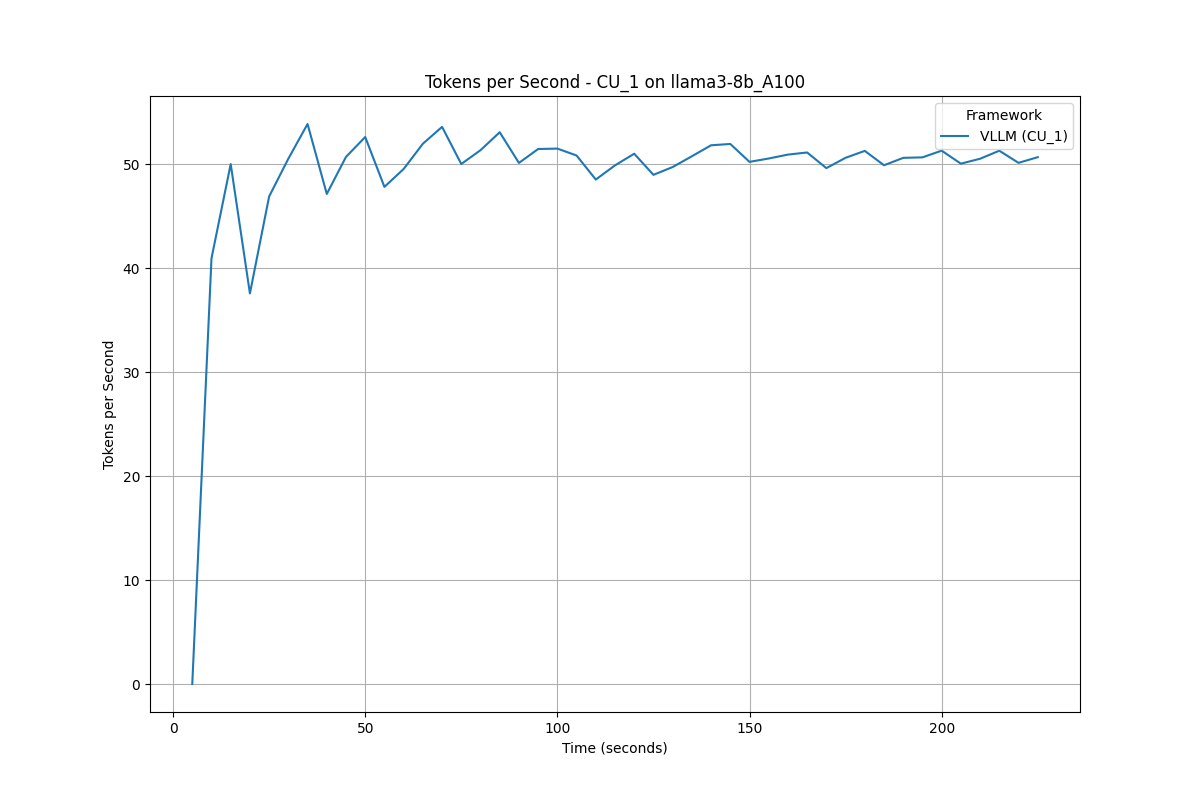 Tokens per Second - CU_1 on llama3-8b_A100
Framework
VLLM (CU_1)
Tokens per Second
50
40
30
20
10
0
0 50 100 150 200
Time (seconds)